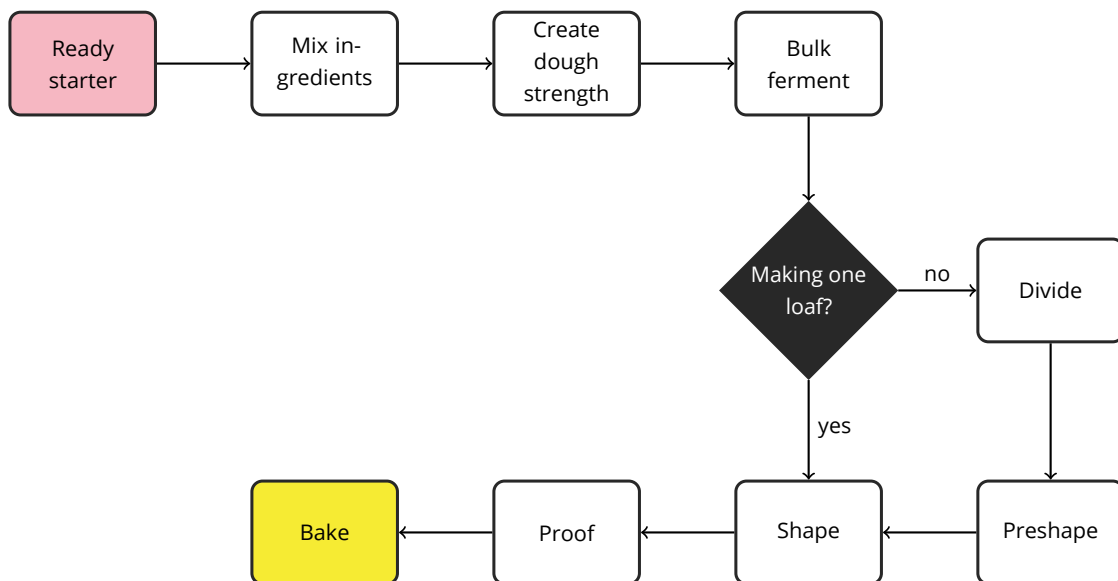 Ready
starter
Mix in-
gredients
Create
dough
strength
Bulk
ferment
Making one
loaf?
no
Divide
yes
Bake
Proof
Shape
Preshape